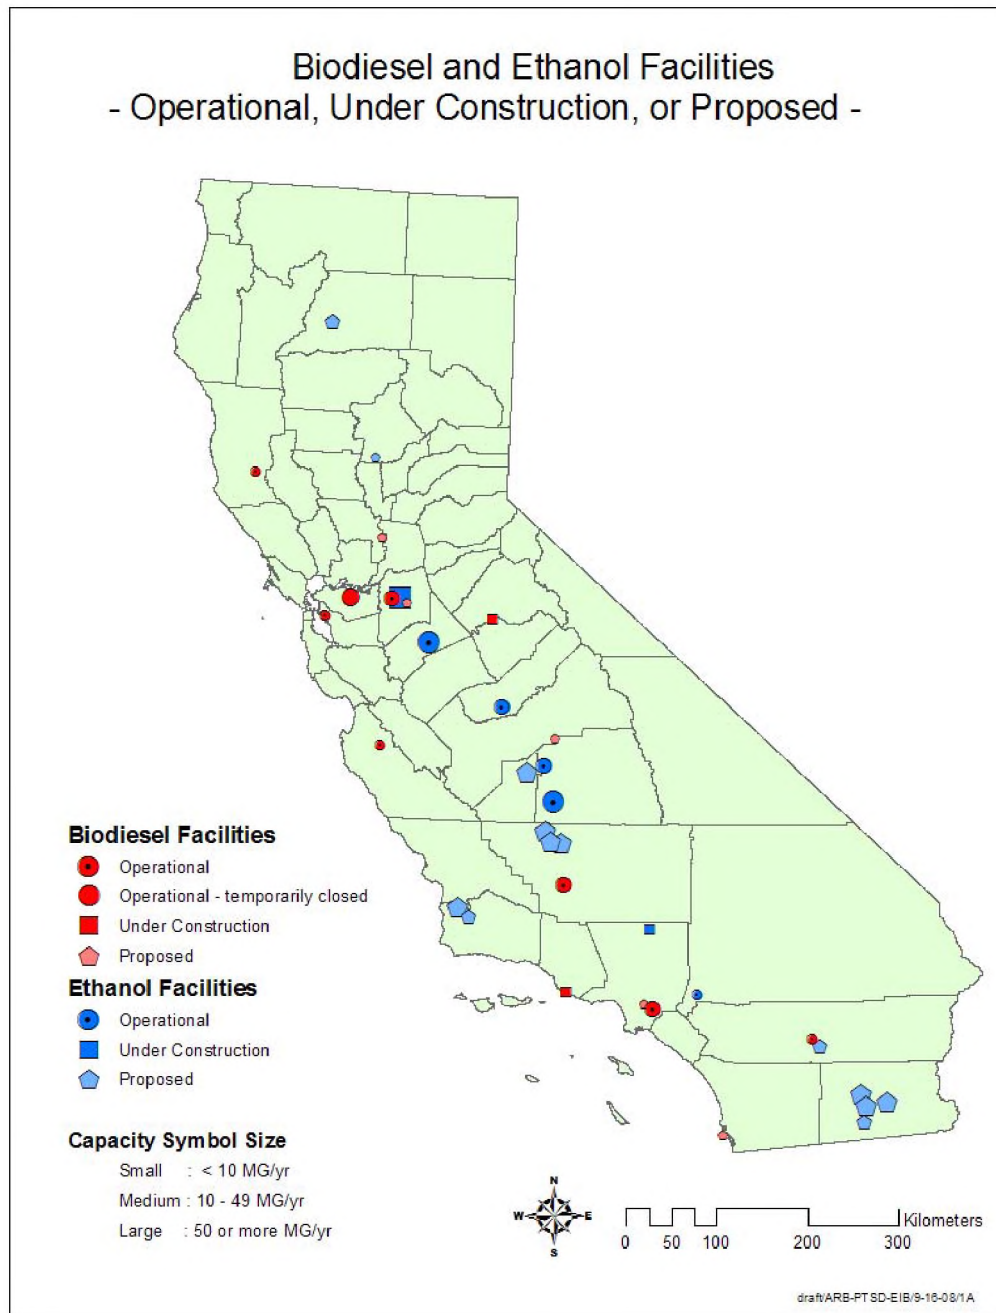 Biodiesel and Ethanol Facilities
- Operational, Under Construction, or Proposed -
Biodiesel Facilities
Operational
Operational - temporarily closed
Under Construction
Proposed
Ethanol Facilities
Operational
Under Construction
Proposed
Capacity Symbol Size
Small : < 10 MG/yr
Medium : 10 - 49 MG/yr
Large : 50 or more MG/yr
N
W E
S
Kilometers
0 50 100 200 300
draft/ARB-PTSD-EIB/9-16-08/1A